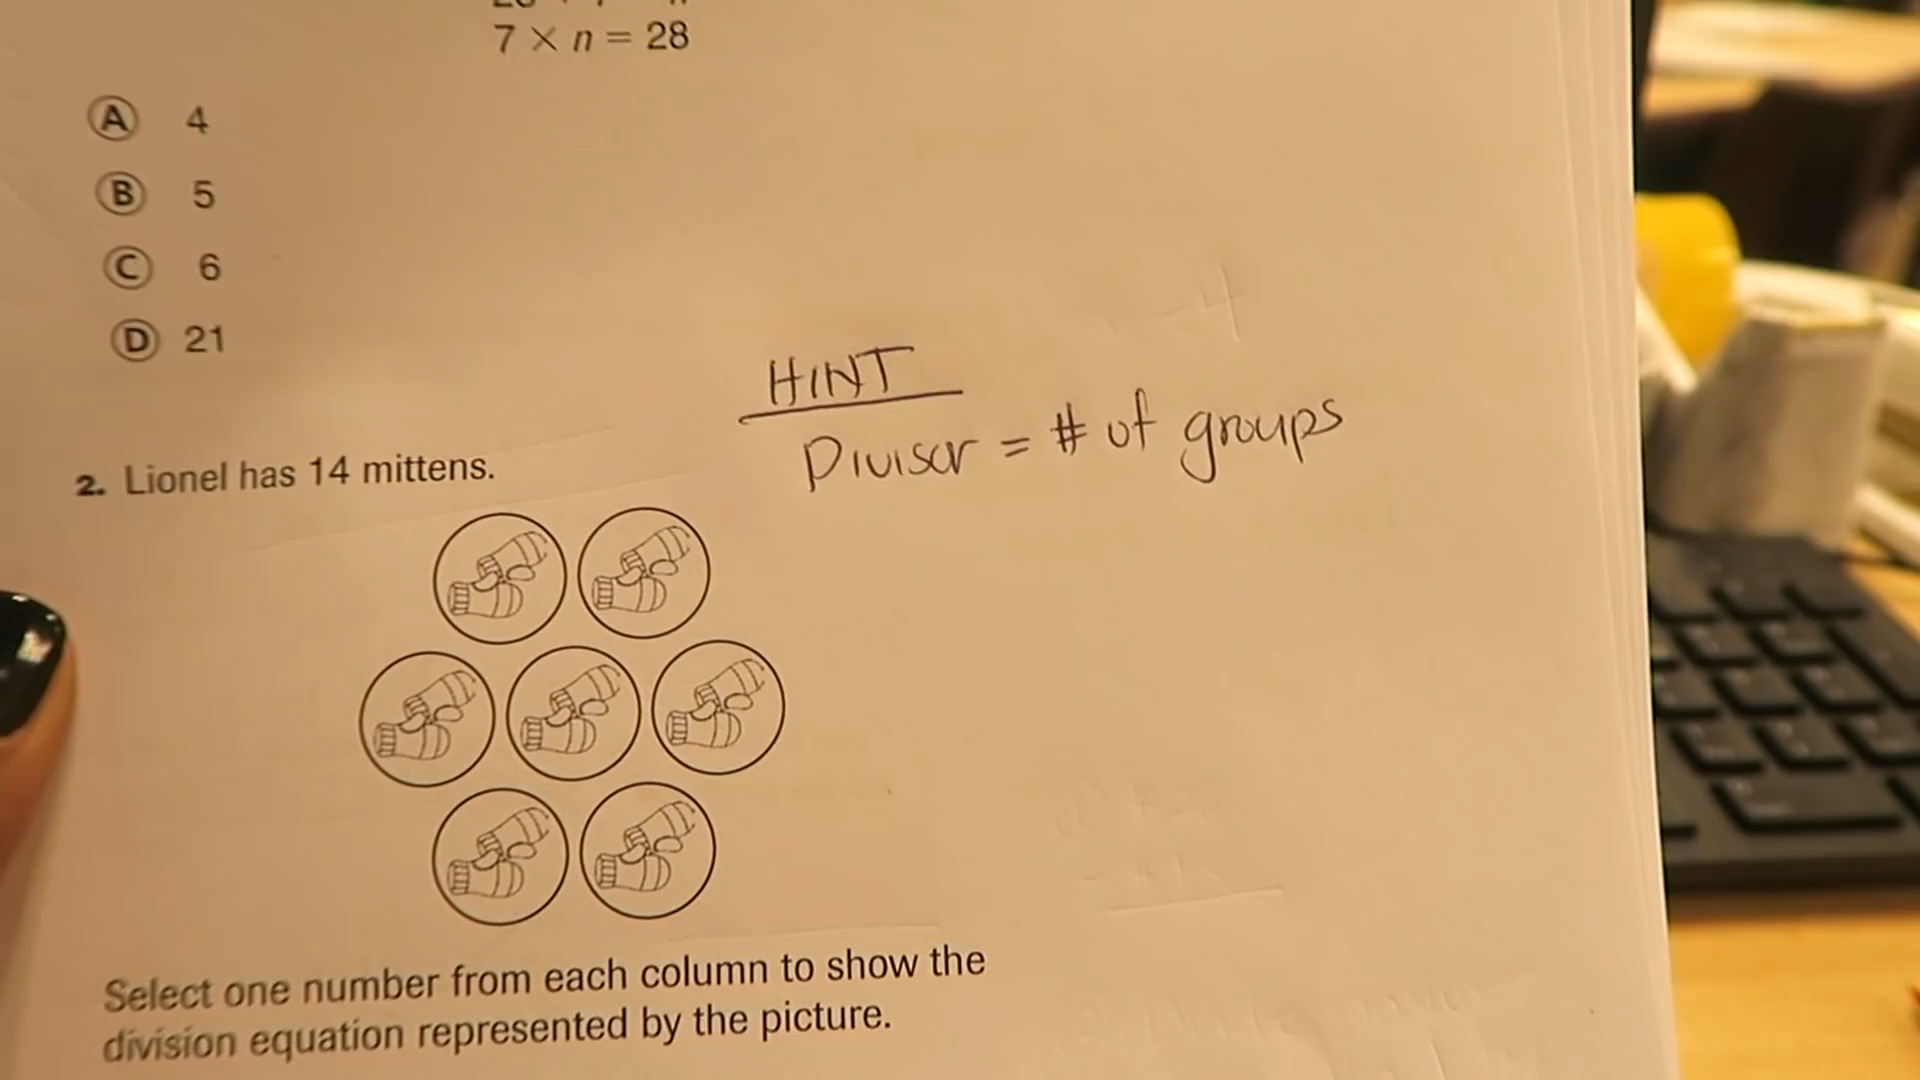 7 × n = 28
A 4
B 5
C 6
D 21
HINT
Divisor = # of groups
2. Lionel has 14 mittens.
Select one number from each column to show the
division equation represented by the picture.